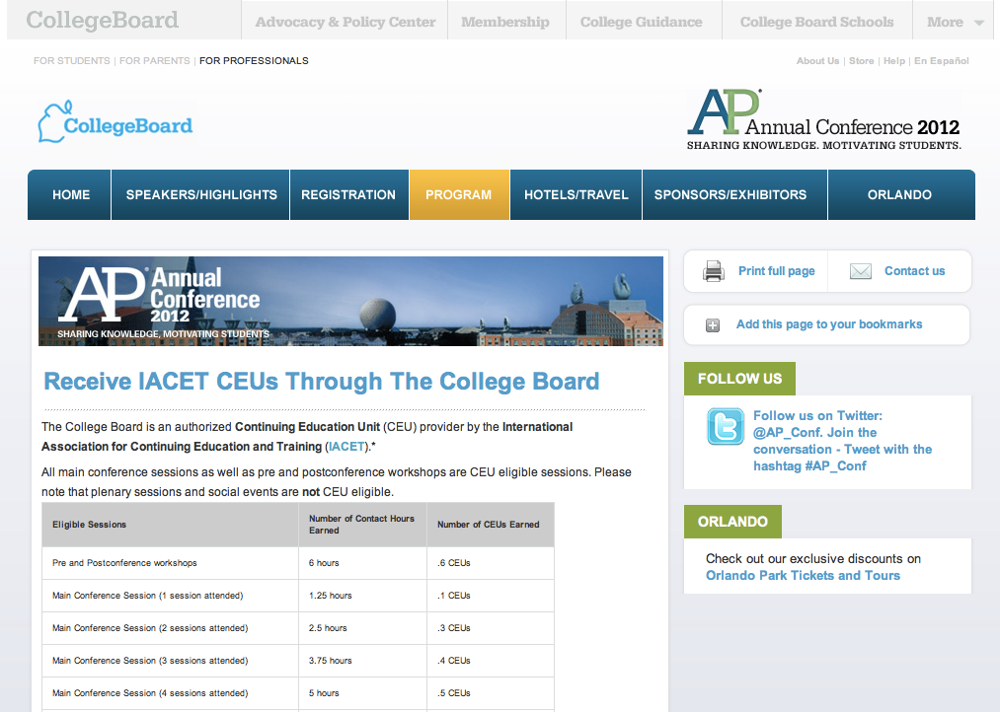 CollegeBoard
Advocacy & Policy Center
Membership
College Guidance
College Board Schools
More
FOR STUDENTS | FOR PARENTS | FOR PROFESSIONALS
About Us | Store | Help | En Español
CollegeBoard
AP Annual Conference 2012
SHARING KNOWLEDGE. MOTIVATING STUDENTS.
HOME
SPEAKERS/HIGHLIGHTS
REGISTRATION
PROGRAM
HOTELS/TRAVEL
SPONSORS/EXHIBITORS
ORLANDO
AP® Annual
Conference
2012
SHARING KNOWLEDGE, MOTIVATING STUDENTS
Receive IACET CEUs Through The College Board
The College Board is an authorized Continuing Education Unit (CEU) provider by the International
Association for Continuing Education and Training (IACET).*
All main conference sessions as well as pre and postconference workshops are CEU eligible sessions. Please
note that plenary sessions and social events are not CEU eligible.
Eligible Sessions
Number of Contact Hours
Earned
Number of CEUs Earned
Pre and Postconference workshops
6 hours
.6 CEUs
Main Conference Session (1 session attended)
1.25 hours
.1 CEUs
Main Conference Session (2 sessions attended)
2.5 hours
.3 CEUs
Main Conference Session (3 sessions attended)
3.75 hours
.4 CEUs
Main Conference Session (4 sessions attended)
5 hours
.5 CEUs
Print full page
Contact us
Add this page to your bookmarks
FOLLOW US
Follow us on Twitter:
@AP_Conf. Join the
conversation - Tweet with the
hashtag #AP_Conf
ORLANDO
Check out our exclusive discounts on
Orlando Park Tickets and Tours